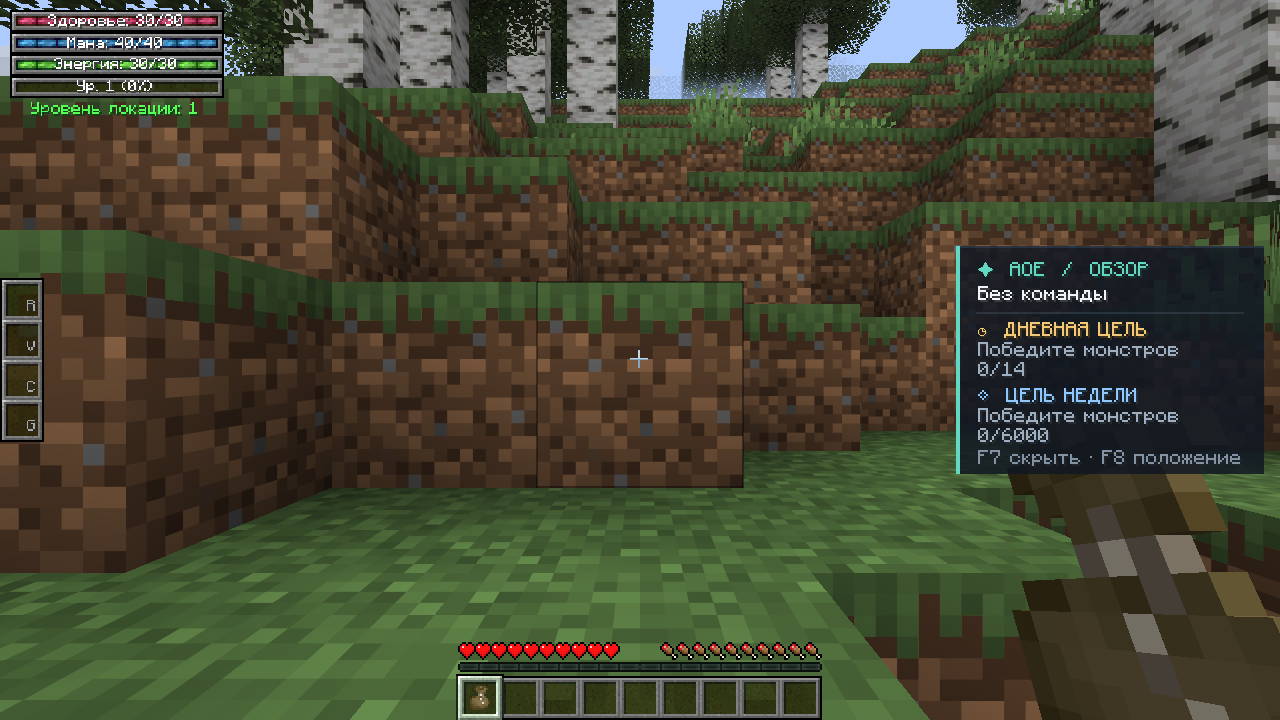 Здоровье: 30/30
Мана: 40/40
Энергия: 30/30
Ур. 1 (0%)
Уровень локации: 1
R
V
C
G
АОЕ / ОБЗОР
Без команды
ДНЕВНАЯ ЦЕЛЬ
Победите монстров
0/14
ЦЕЛЬ НЕДЕЛИ
Победите монстров
0/6000
F7 скрыть · F8 положение